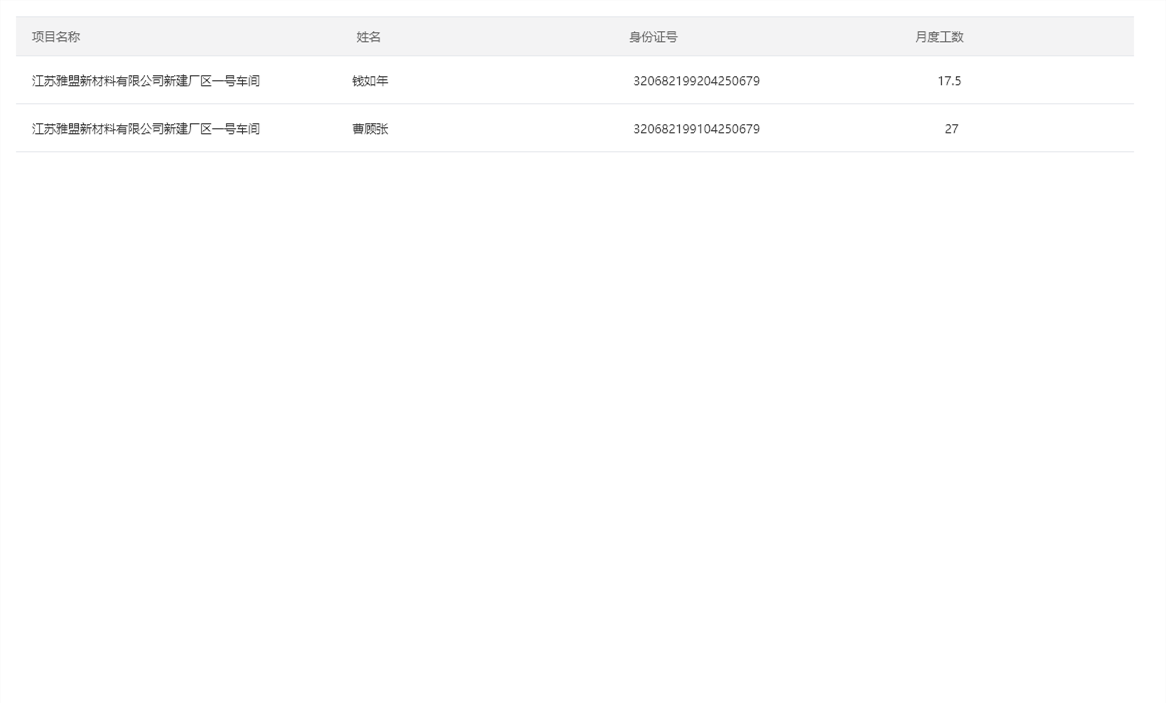 项目名称 姓名 身份证号 月度工数
江苏雅盟新材料有限公司新建厂区一号车间 钱如年 320682199204250679 17.5
江苏雅盟新材料有限公司新建厂区一号车间 曹顾张 320682199104250679 27